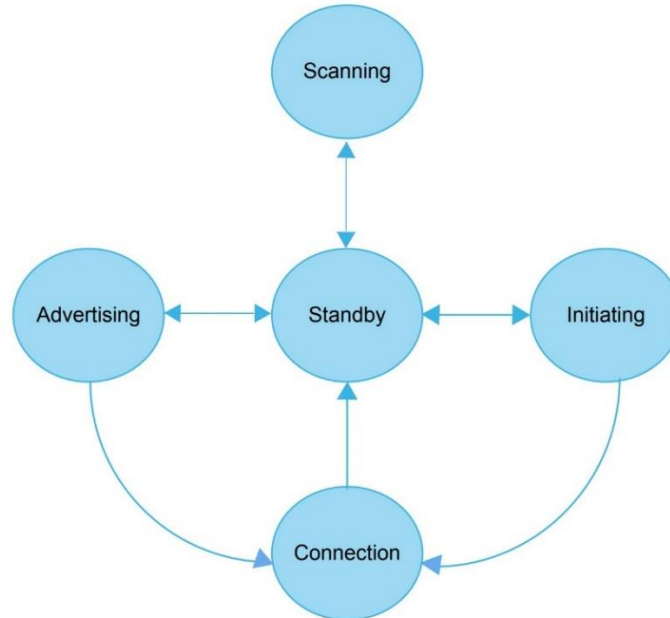 Scanning
Advertising
Standby
Initiating
Connection